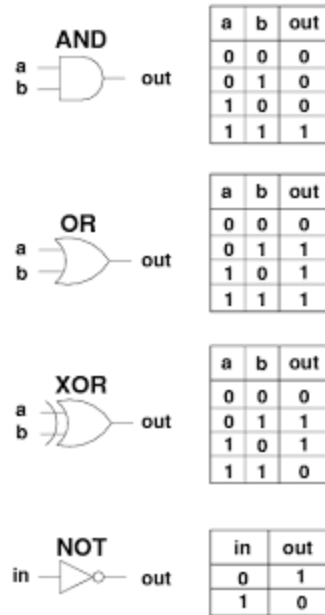 AND
a
b
out
a b out
0 0 0
0 1 0
1 0 0
1 1 1
OR
a
b
out
a b out
0 0 0
0 1 1
1 0 1
1 1 1
XOR
a
b
out
a b out
0 0 0
0 1 1
1 0 1
1 1 0
NOT
in
out
in out
0 1
1 0